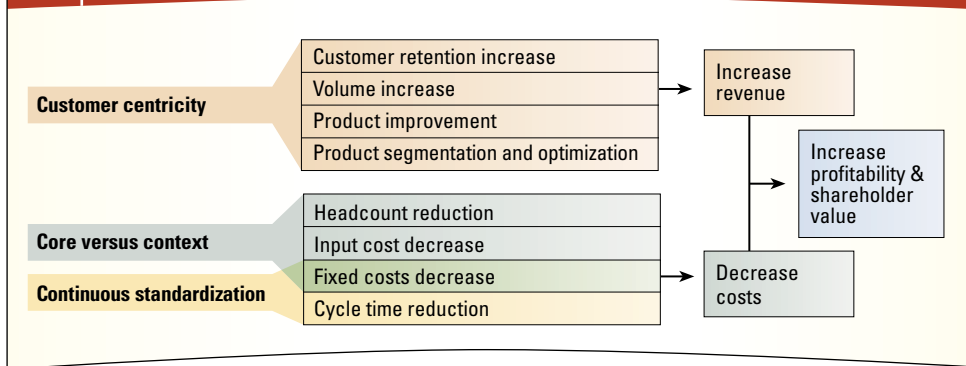 Customer centricity
Customer retention increase
Volume increase
Product improvement
Product segmentation and optimization
Increase
revenue
Increase
profitability &
shareholder
value
Core versus context
Continuous standardization
Headcount reduction
Input cost decrease
Fixed costs decrease
Cycle time reduction
Decrease
costs